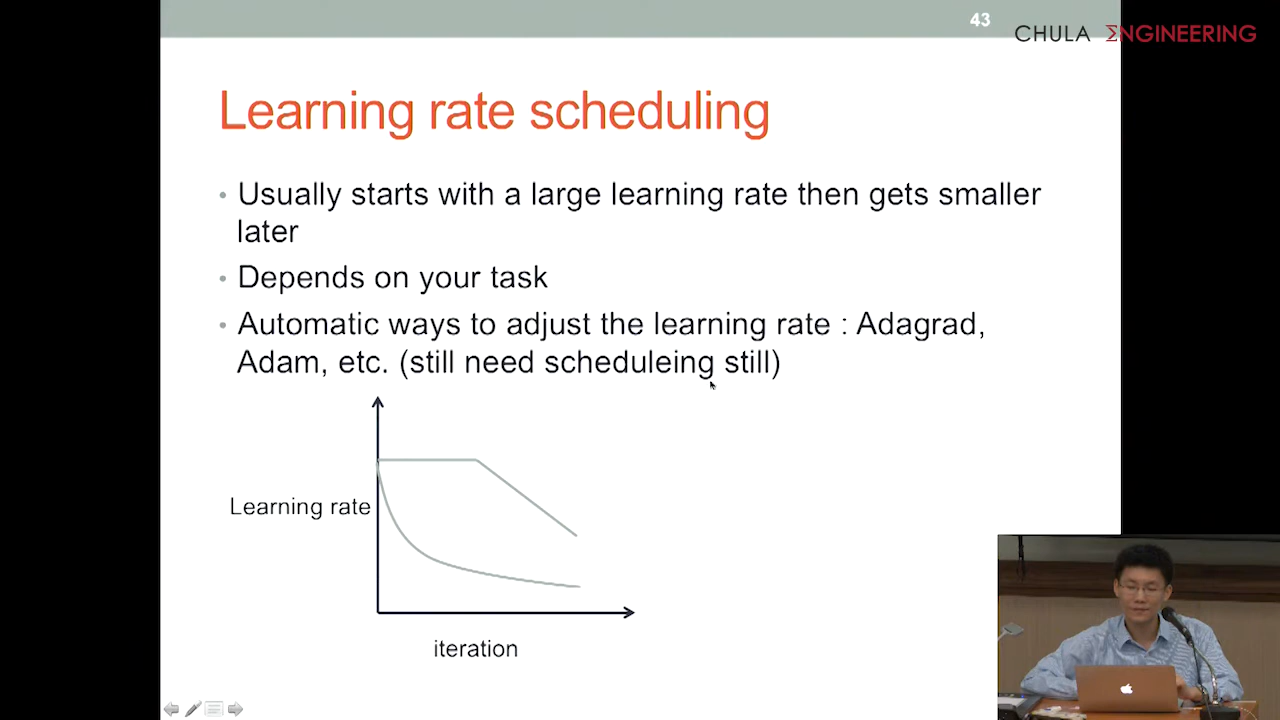 43
CHULA ΣNGINEERING
Learning rate scheduling
• Usually starts with a large learning rate then gets smaller
later
• Depends on your task
• Automatic ways to adjust the learning rate : Adagrad,
Adam, etc. (still need scheduleing still)
Learning rate
iteration